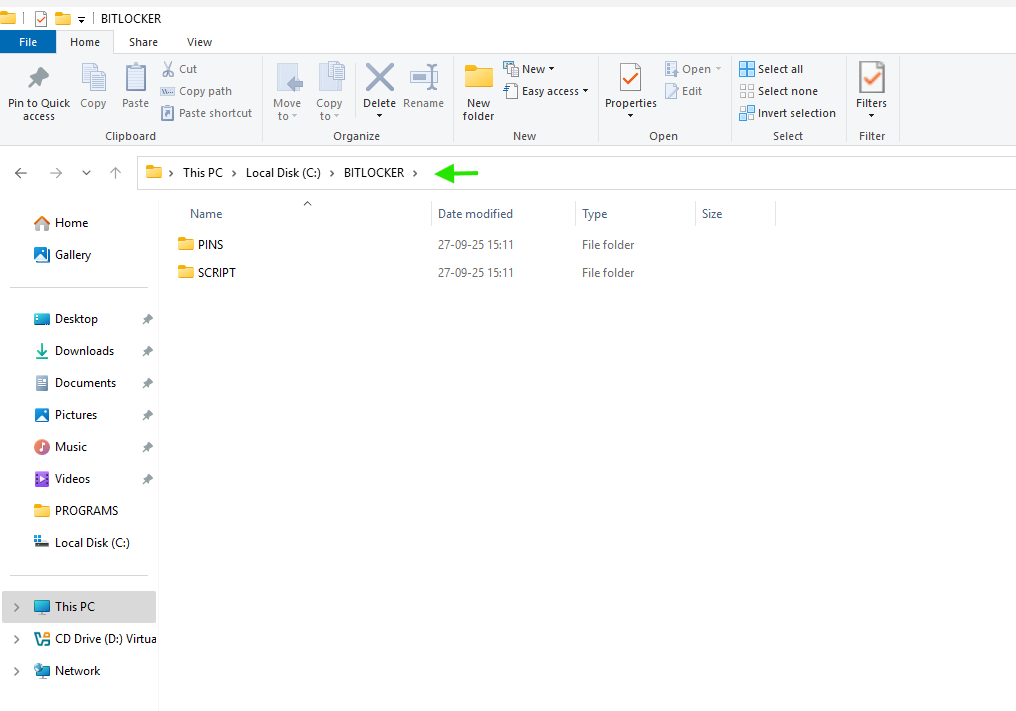 BITLOCKER
File Home Share View
Pin to Quick access
Copy
Paste
Cut
Copy path
Paste shortcut
Clipboard
Move to
Copy to
Delete
Rename
Organize
New folder
New
Easy access
New
Properties
Open
Edit
Open
Select all
Select none
Invert selection
Select
Filters
Filter
This PC > Local Disk (C:) > BITLOCKER >
Name Date modified Type Size
PINS 27-09-25 15:11 File folder
SCRIPT 27-09-25 15:11 File folder
Home
Gallery
Desktop
Downloads
Documents
Pictures
Music
Videos
PROGRAMS
Local Disk (C:)
This PC
CD Drive (D:) Virtua
Network